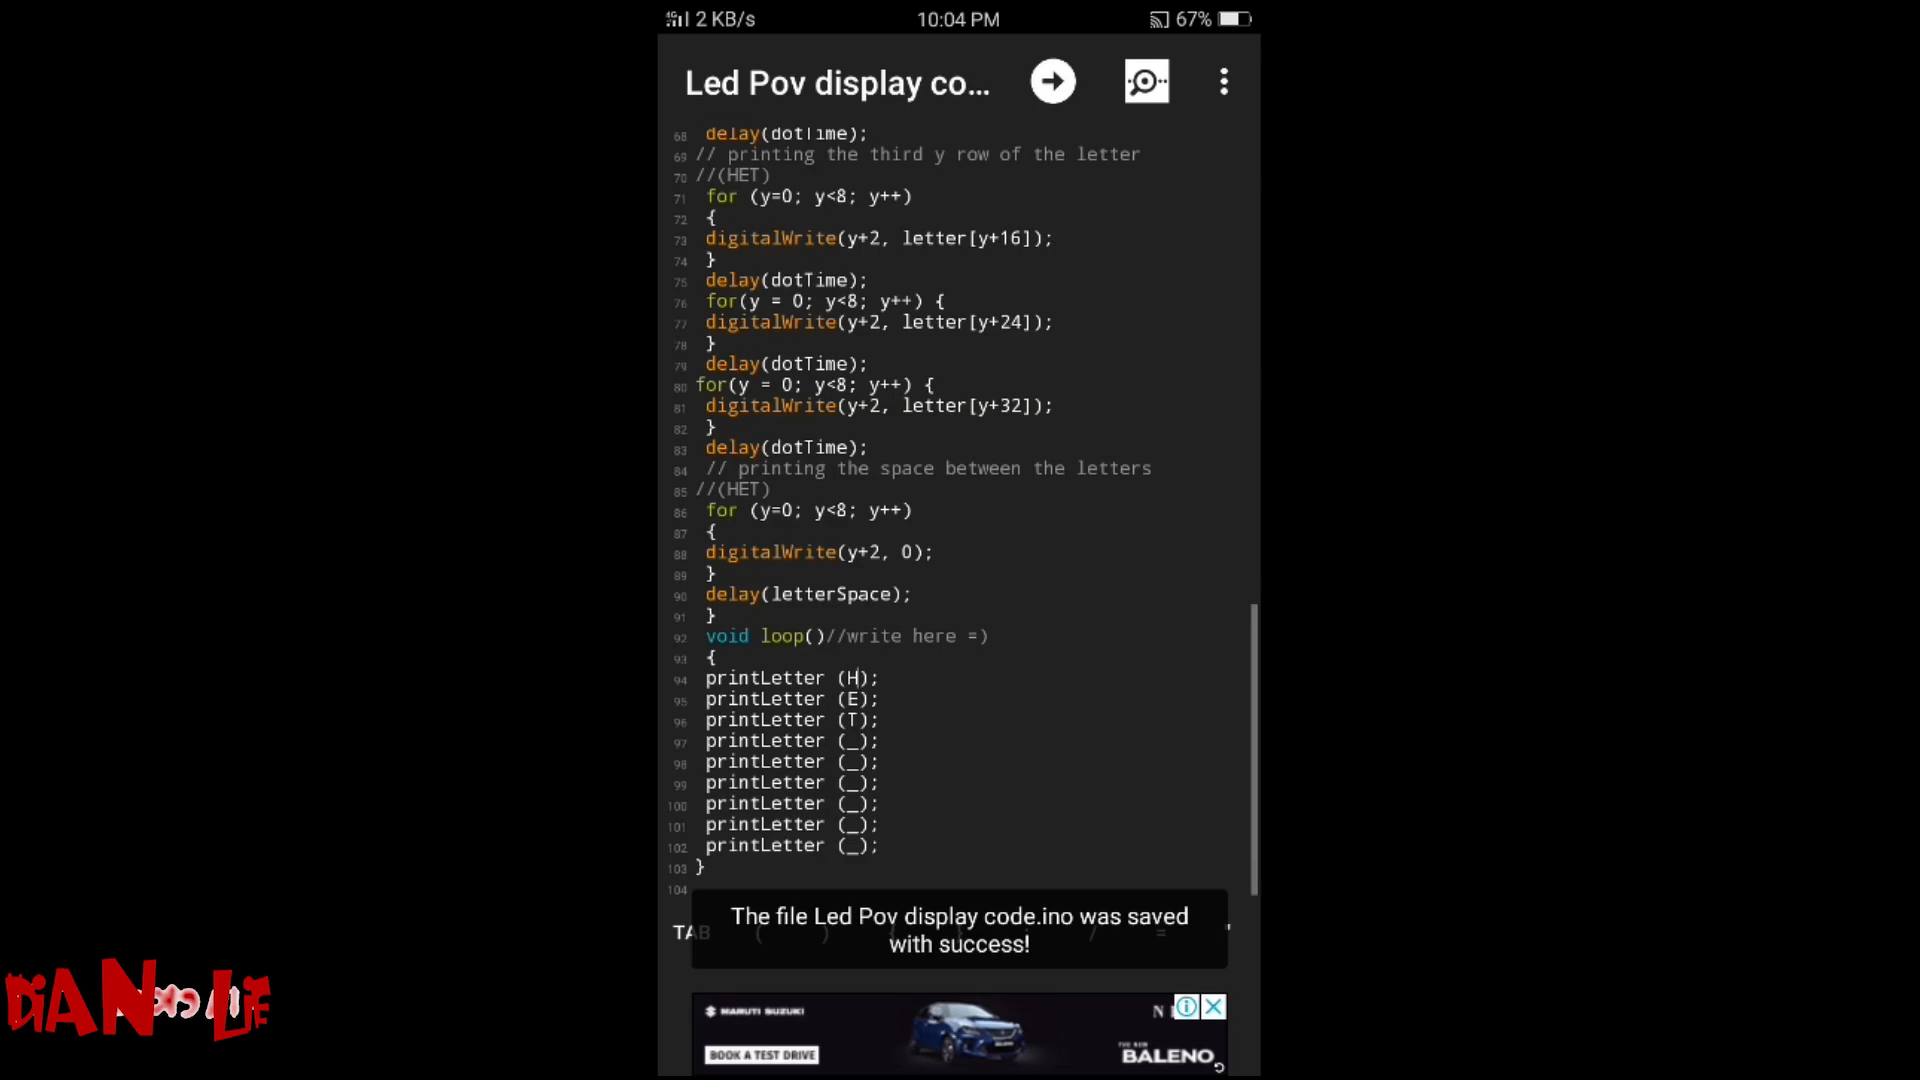 4G 2 KB/s 10:04 PM 67%
Led Pov display co...
68 delay(dotTime);
69 // printing the third y row of the letter
70 //(HET)
71 for (y=0; y<8; y++)
72 {
73 digitalWrite(y+2, letter[y+16]);
74 }
75 delay(dotTime);
76 for(y = 0; y<8; y++) {
77 digitalWrite(y+2, letter[y+24]);
78 }
79 delay(dotTime);
80 for(y = 0; y<8; y++) {
81 digitalWrite(y+2, letter[y+32]);
82 }
83 delay(dotTime);
84 // printing the space between the letters
85 //(HET)
86 for (y=0; y<8; y++)
87 {
88 digitalWrite(y+2, 0);
89 }
90 delay(letterSpace);
91 }
92 void loop()//write here =)
93 {
94 printLetter (H);
95 printLetter (E);
96 printLetter (T);
97 printLetter (_);
98 printLetter (_);
99 printLetter (_);
100 printLetter (_);
101 printLetter (_);
102 printLetter (_);
103 }
104
The file Led Pov display code.ino was saved
with success!
TAB ( ) { } ; / = "
MARUTI SUZUKI
BOOK A TEST DRIVE
THE NEW
BALENO